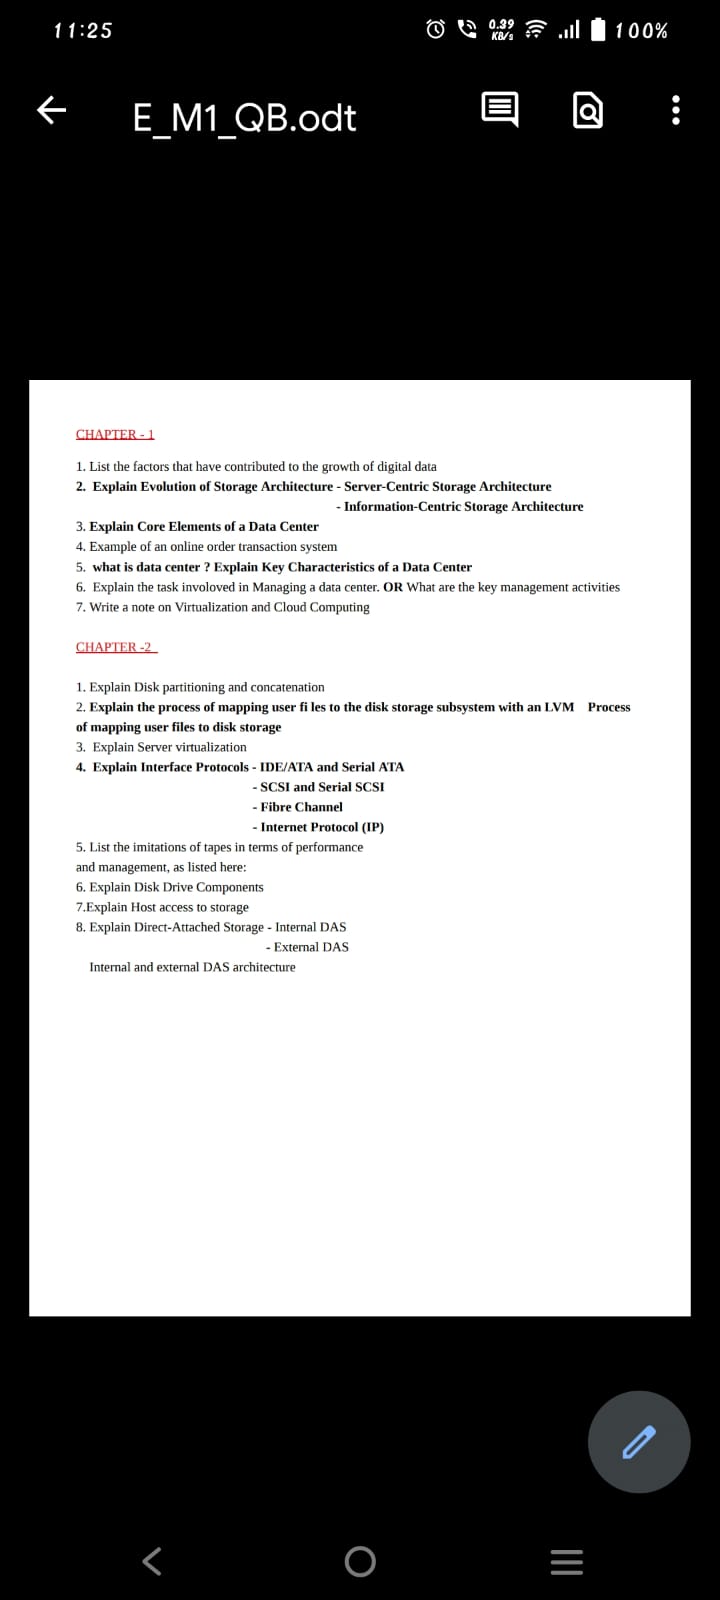 11:25
0.39
KB/s
100%
E_M1_QB.odt
CHAPTER - 1
1. List the factors that have contributed to the growth of digital data
2. Explain Evolution of Storage Architecture - Server-Centric Storage Architecture
- Information-Centric Storage Architecture
3. Explain Core Elements of a Data Center
4. Example of an online order transaction system
5. what is data center ? Explain Key Characteristics of a Data Center
6. Explain the task involoved in Managing a data center. OR What are the key management activities
7. Write a note on Virtualization and Cloud Computing
CHAPTER -2
1. Explain Disk partitioning and concatenation
2. Explain the process of mapping user fi les to the disk storage subsystem with an LVM Process
of mapping user files to disk storage
3. Explain Server virtualization
4. Explain Interface Protocols - IDE/ATA and Serial ATA
- SCSI and Serial SCSI
- Fibre Channel
- Internet Protocol (IP)
5. List the imitations of tapes in terms of performance
and management, as listed here:
6. Explain Disk Drive Components
7.Explain Host access to storage
8. Explain Direct-Attached Storage - Internal DAS
- External DAS
Internal and external DAS architecture